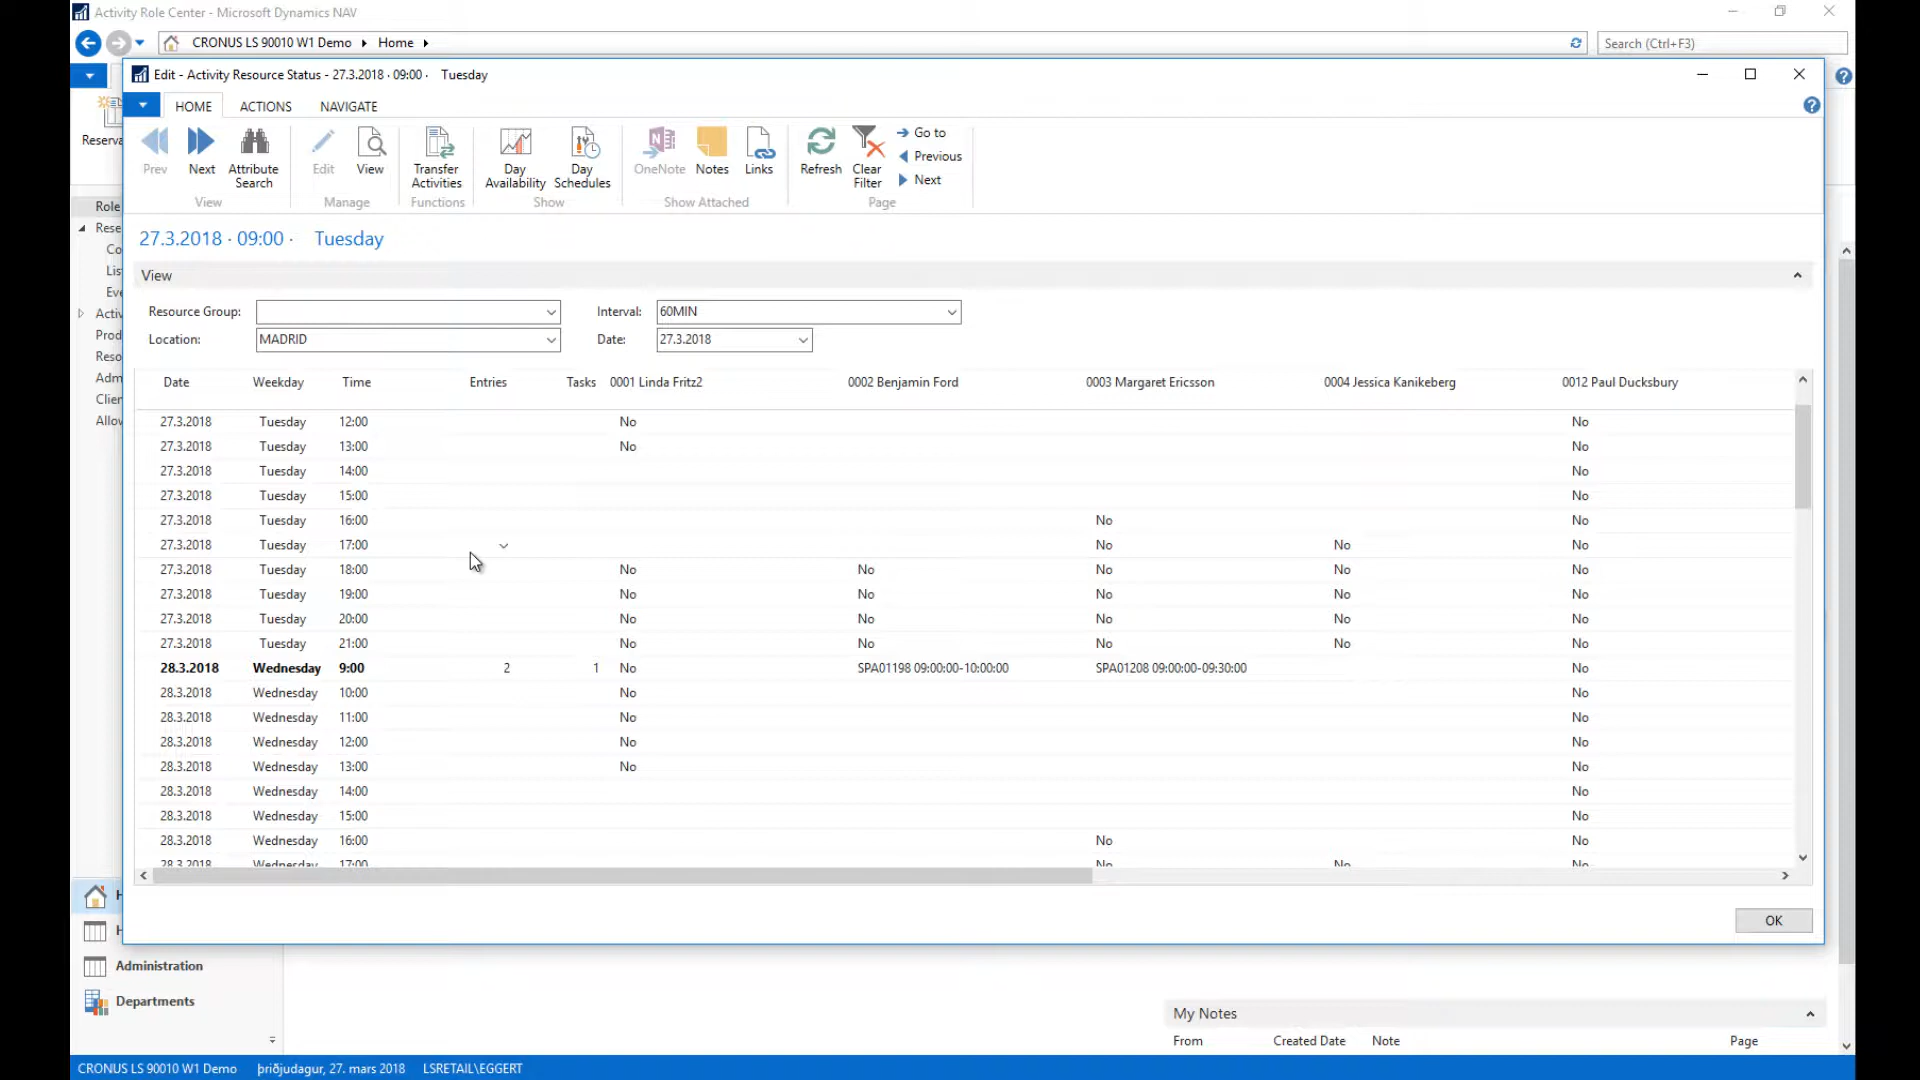 Activity Role Center - Microsoft Dynamics NAV
CRONUS LS 90010 W1 Demo Home
Search (Ctrl+F3)
Edit - Activity Resource Status - 27.3.2018 · 09:00 · Tuesday
HOME ACTIONS NAVIGATE
Prev Next Attribute Search Edit View Transfer Activities Day Availability Day Schedules OneNote Notes Links Refresh Clear Filter Go to Previous Next
View Manage Functions Show Show Attached Page
27.3.2018 · 09:00 · Tuesday
View
Resource Group: Interval: 60MIN
Location: MADRID Date: 27.3.2018
Date Weekday Time Entries Tasks 0001 Linda Fritz2 0002 Benjamin Ford 0003 Margaret Ericsson 0004 Jessica Kanikeberg 0012 Paul Ducksbury
27.3.2018 Tuesday 12:00 No No
27.3.2018 Tuesday 13:00 No No
27.3.2018 Tuesday 14:00 No
27.3.2018 Tuesday 15:00 No
27.3.2018 Tuesday 16:00 No No
27.3.2018 Tuesday 17:00 No No No
27.3.2018 Tuesday 18:00 No No No No No
27.3.2018 Tuesday 19:00 No No No No No
27.3.2018 Tuesday 20:00 No No No No No
27.3.2018 Tuesday 21:00 No No No No No
28.3.2018 Wednesday 9:00 2 1 No SPA01198 09:00:00-10:00:00 SPA01208 09:00:00-09:30:00 No
28.3.2018 Wednesday 10:00 No No
28.3.2018 Wednesday 11:00 No No
28.3.2018 Wednesday 12:00 No No
28.3.2018 Wednesday 13:00 No No
28.3.2018 Wednesday 14:00 No
28.3.2018 Wednesday 15:00 No
28.3.2018 Wednesday 16:00 No No
28.3.2018 Wednesday 17:00 No No No
OK
Role
Administration
Departments
My Notes
From Created Date Note Page
CRONUS LS 90010 W1 Demo þriðjudagur, 27. mars 2018 LSRETAIL\EGGERT